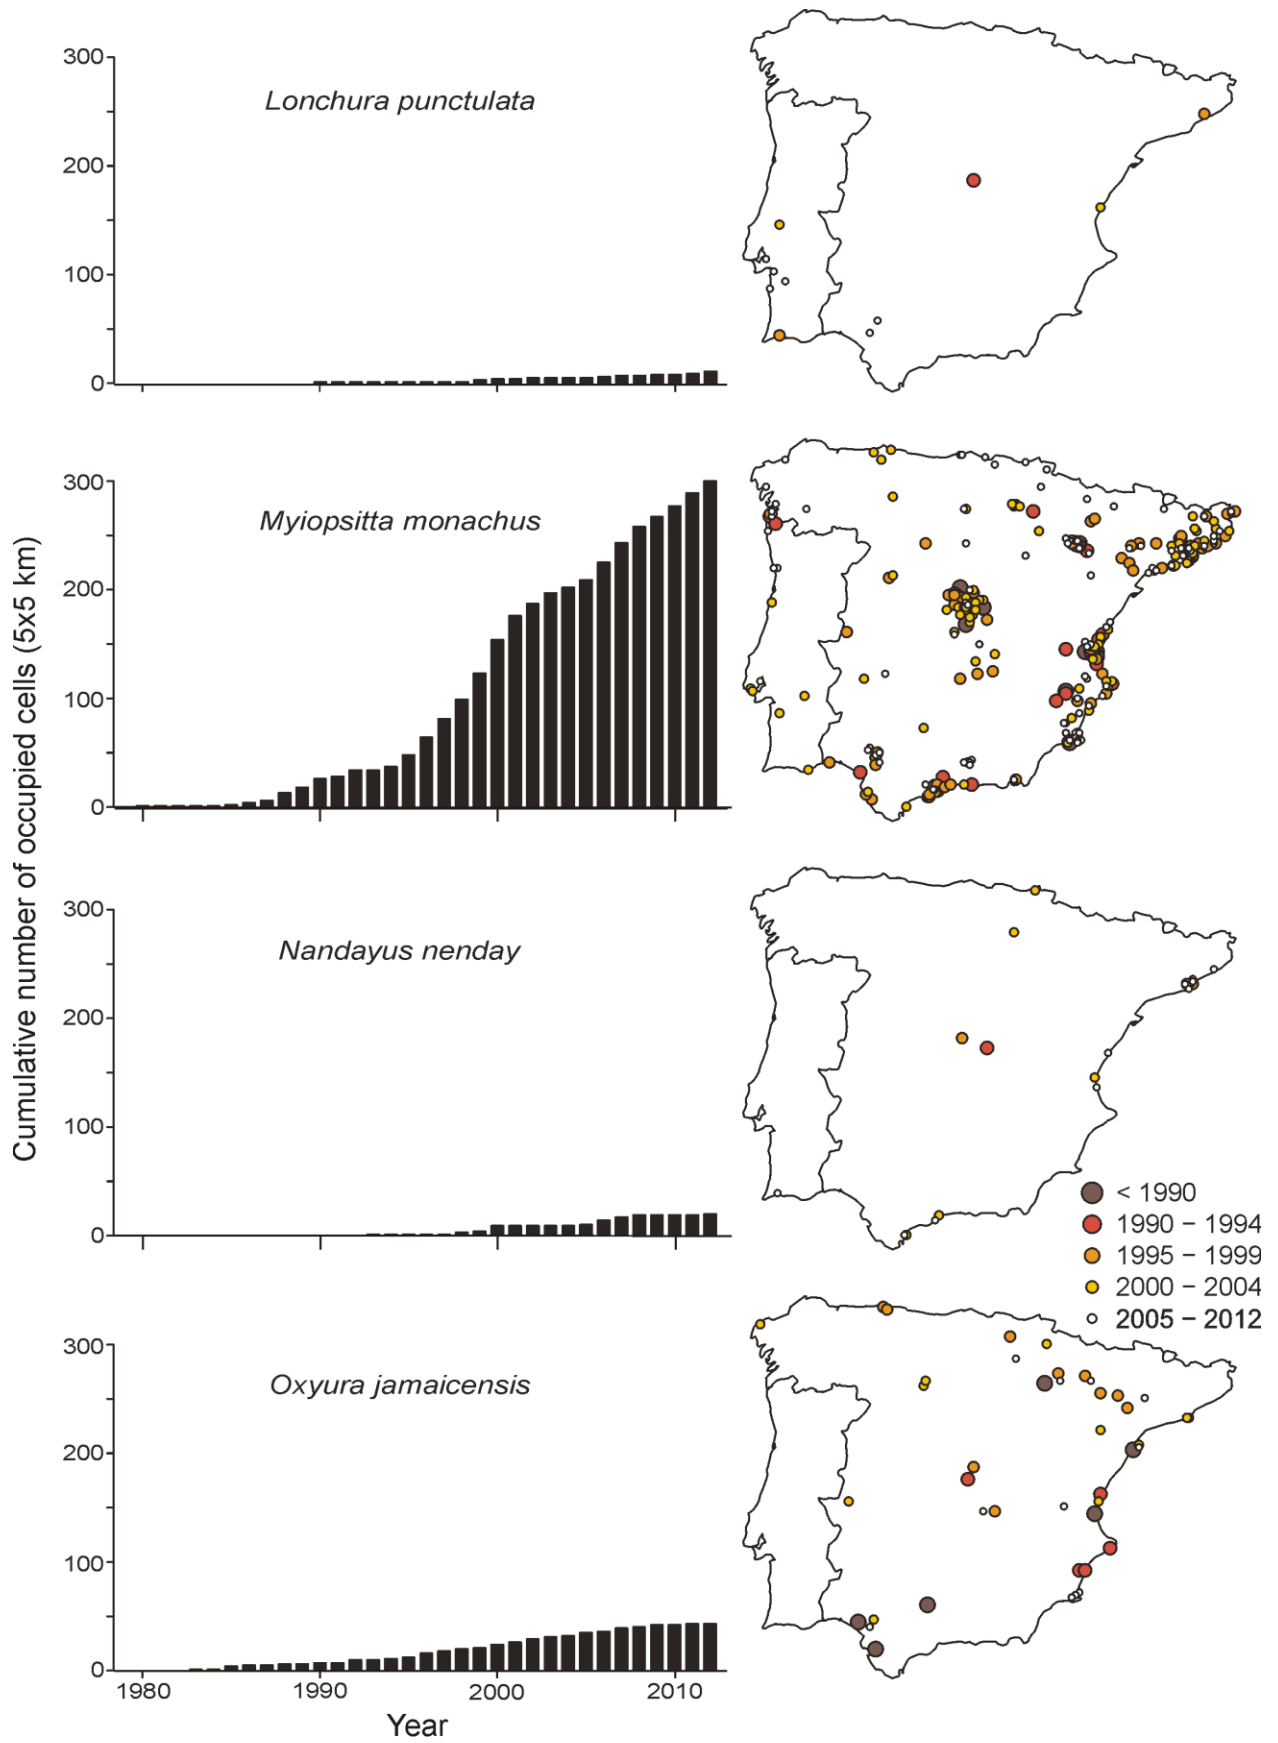 300
200
100
0
Lonchura punctulata
Cumulative number of occupied cells (5x5 km)
300
200
100
0
Myiopsitta monachus
300
200
100
0
Nandayus nenday
< 1990
1990 – 1994
1995 – 1999
2000 – 2004
2005 – 2012
300
200
100
0
Oxyura jamaicensis
1980
1990
2000
2010
Year